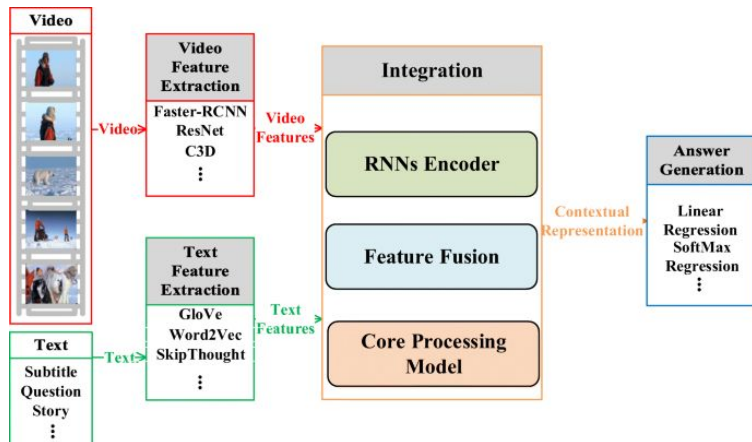 Video
Video
Feature
Extraction
Faster-RCNN
ResNet
C3D
⋮
Video
Video
Features
Text
Subtitle
Question
Story
⋮
Text
Text
Feature
Extraction
GloVe
Word2Vec
SkipThought
⋮
Text
Features
Integration
RNNs Encoder
Feature Fusion
Core Processing
Model
Contextual
Representation
Answer
Generation
Linear
Regression
SoftMax
Regression
⋮